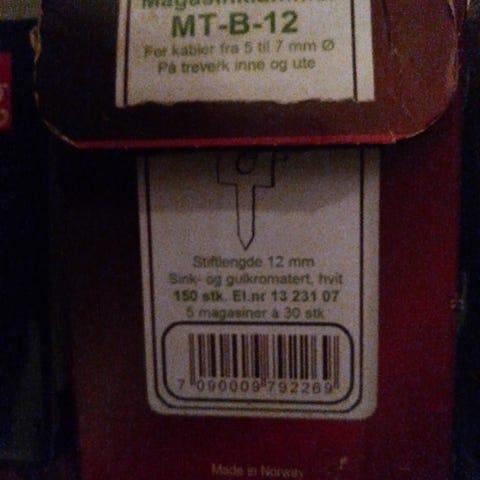 MT-B-12
For kabler fra 5 til 7 mm Ø
På treverk inne og ute
Stiftlengde 12 mm
Sink- og gulkromatert, hvit
150 stk. El.nr 13 231 07
5 magasiner à 30 stk
7 090009 792269
Made in Norway